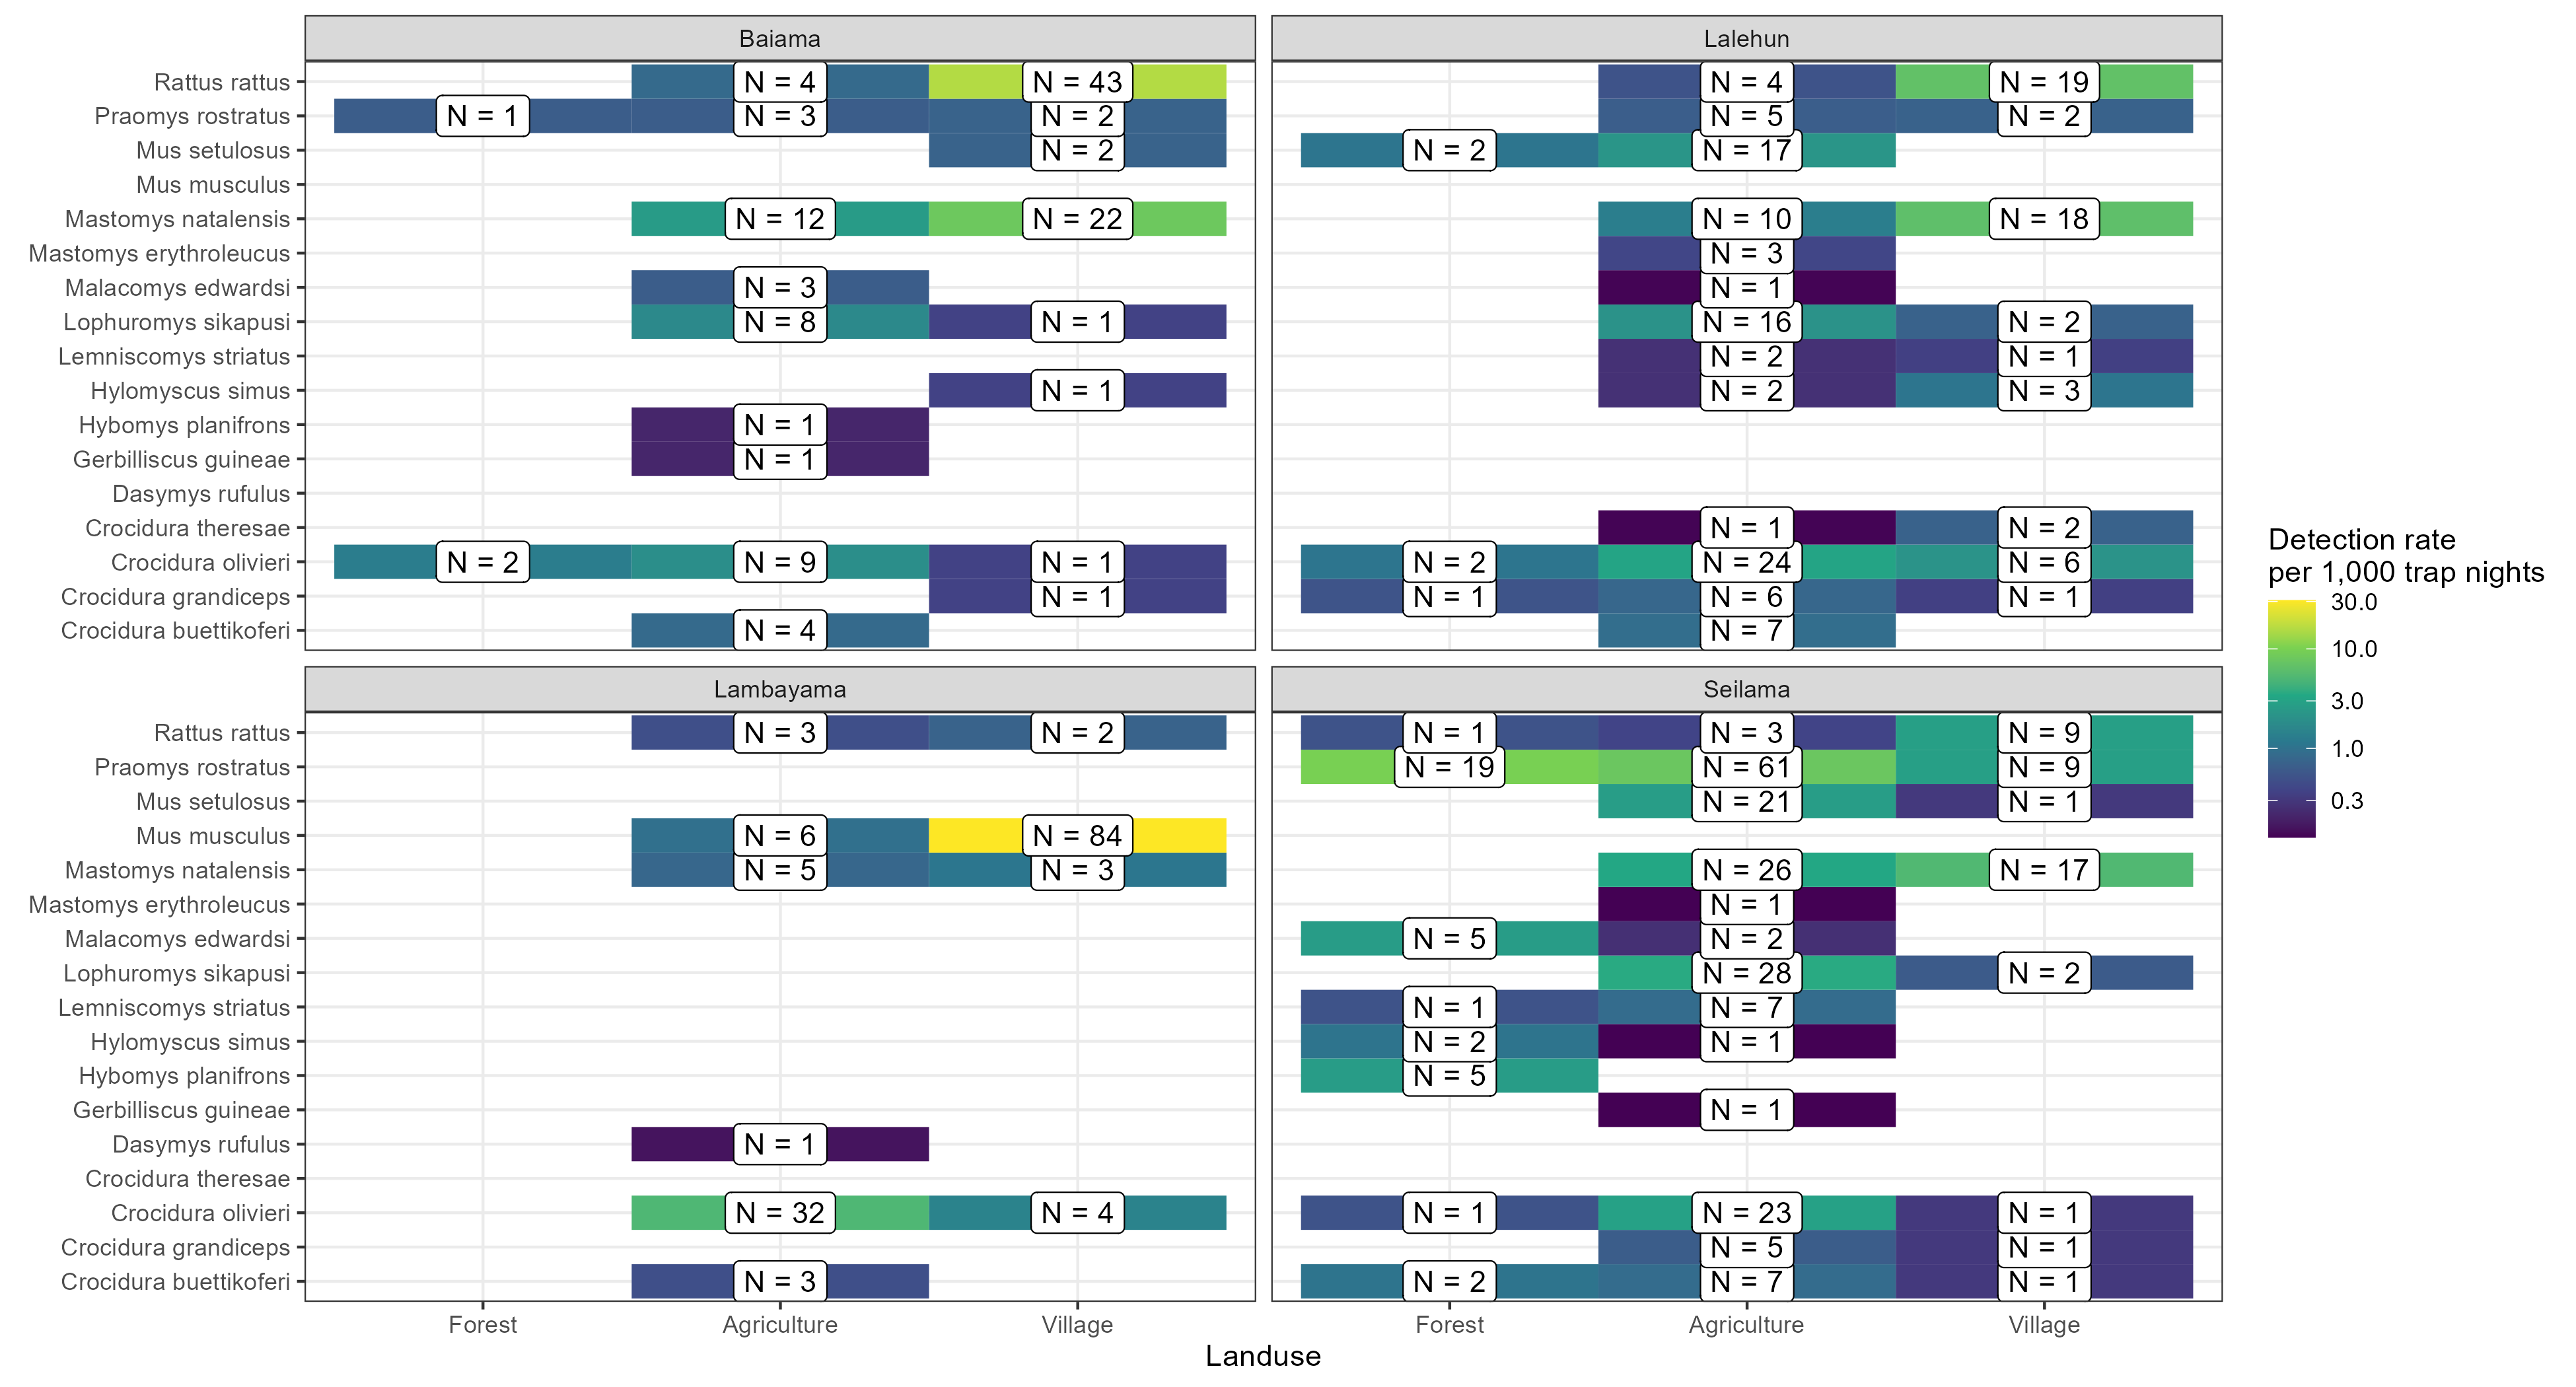 Baiama
Lalehun
Rattus rattus N = 4 N = 43 N = 4 N = 19
Praomys rostratus N = 1 N = 3 N = 2 N = 5 N = 2
Mus setulosus N = 2 N = 2 N = 17
Mus musculus
Mastomys natalensis N = 12 N = 22 N = 10 N = 18
Mastomys erythroleucus N = 3
Malacomys edwardsi N = 3 N = 1
Lophuromys sikapusi N = 8 N = 1 N = 16 N = 2
Lemniscomys striatus N = 2 N = 1
Hylomyscus simus N = 1 N = 2 N = 3
Hybomys planifrons N = 1
Gerbilliscus guineae N = 1
Dasymys rufulus
Crocidura theresae N = 1 N = 2
Crocidura olivieri N = 2 N = 9 N = 1 N = 2 N = 24 N = 6
Crocidura grandiceps N = 1 N = 1 N = 6 N = 1
Crocidura buettikoferi N = 4 N = 7
Lambayama
Seilama
Rattus rattus N = 3 N = 2 N = 1 N = 3 N = 9
Praomys rostratus N = 19 N = 61 N = 9
Mus setulosus N = 21 N = 1
Mus musculus N = 6 N = 84
Mastomys natalensis N = 5 N = 3 N = 26 N = 17
Mastomys erythroleucus N = 1
Malacomys edwardsi N = 5 N = 2
Lophuromys sikapusi N = 28 N = 2
Lemniscomys striatus N = 1 N = 7
Hylomyscus simus N = 2 N = 1
Hybomys planifrons N = 5
Gerbilliscus guineae N = 1
Dasymys rufulus N = 1
Crocidura theresae
Crocidura olivieri N = 32 N = 4 N = 1 N = 23 N = 1
Crocidura grandiceps N = 5 N = 1
Crocidura buettikoferi N = 3 N = 2 N = 7 N = 1
Forest Agriculture Village Forest Agriculture Village
Landuse
Detection rate
per 1,000 trap nights
30.0
10.0
3.0
1.0
0.3